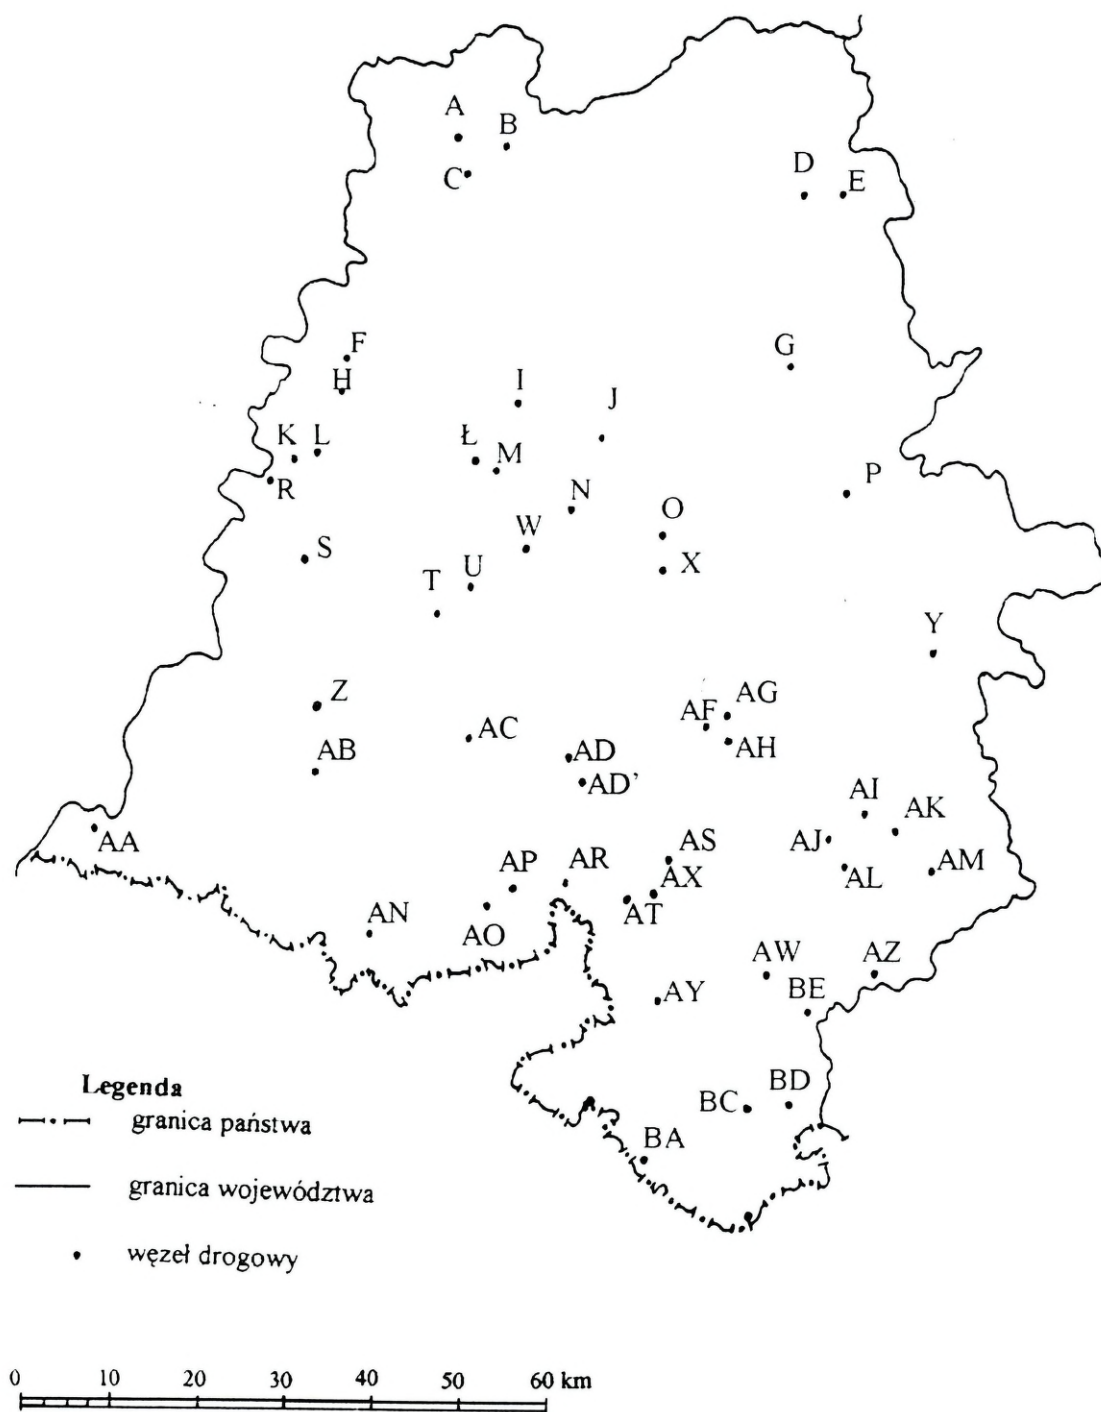 A
B
C
D E
F
G
H
I
J
K L
Ł
M
P
R
N
O
W
S
X
U
T
Y
Z
AG
AF
AC
AH
AB
AD
AD’
AI
AK
AA
AJ
AS
AP AR
AM
AL
AX
AT
AN
AO
AW AZ
AY
BE
Legenda
BD
BC
granica państwa
BA
granica województwa
węzeł drogowy
0 10 20 30 40 50 60 km